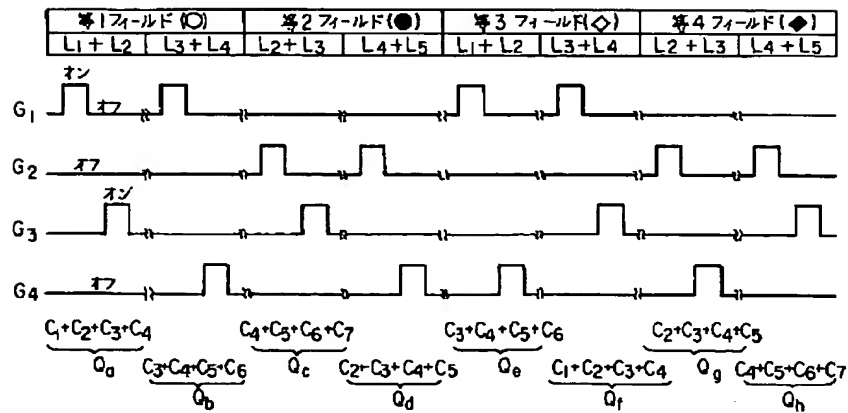 第1フィールド(○) 第2フィールド(●) 第3フィールド(◇) 第4フィールド(◆)
L1+L2 L3+L4 L2+L3 L4+L5 L1+L2 L3+L4 L2+L3 L4+L5
オン
G1 オフ
G2 オフ
オン
G3
G4 オフ
C1+C2+C3+C4 C4+C5+C6+C7 C3+C4+C5+C6 C2+C3+C4+C5
Qa Qc Qe Qg
C3+C4+C5+C6 C2+C3+C4+C5 C1+C2+C3+C4 C4+C5+C6+C7
Qb Qd Qf Qh